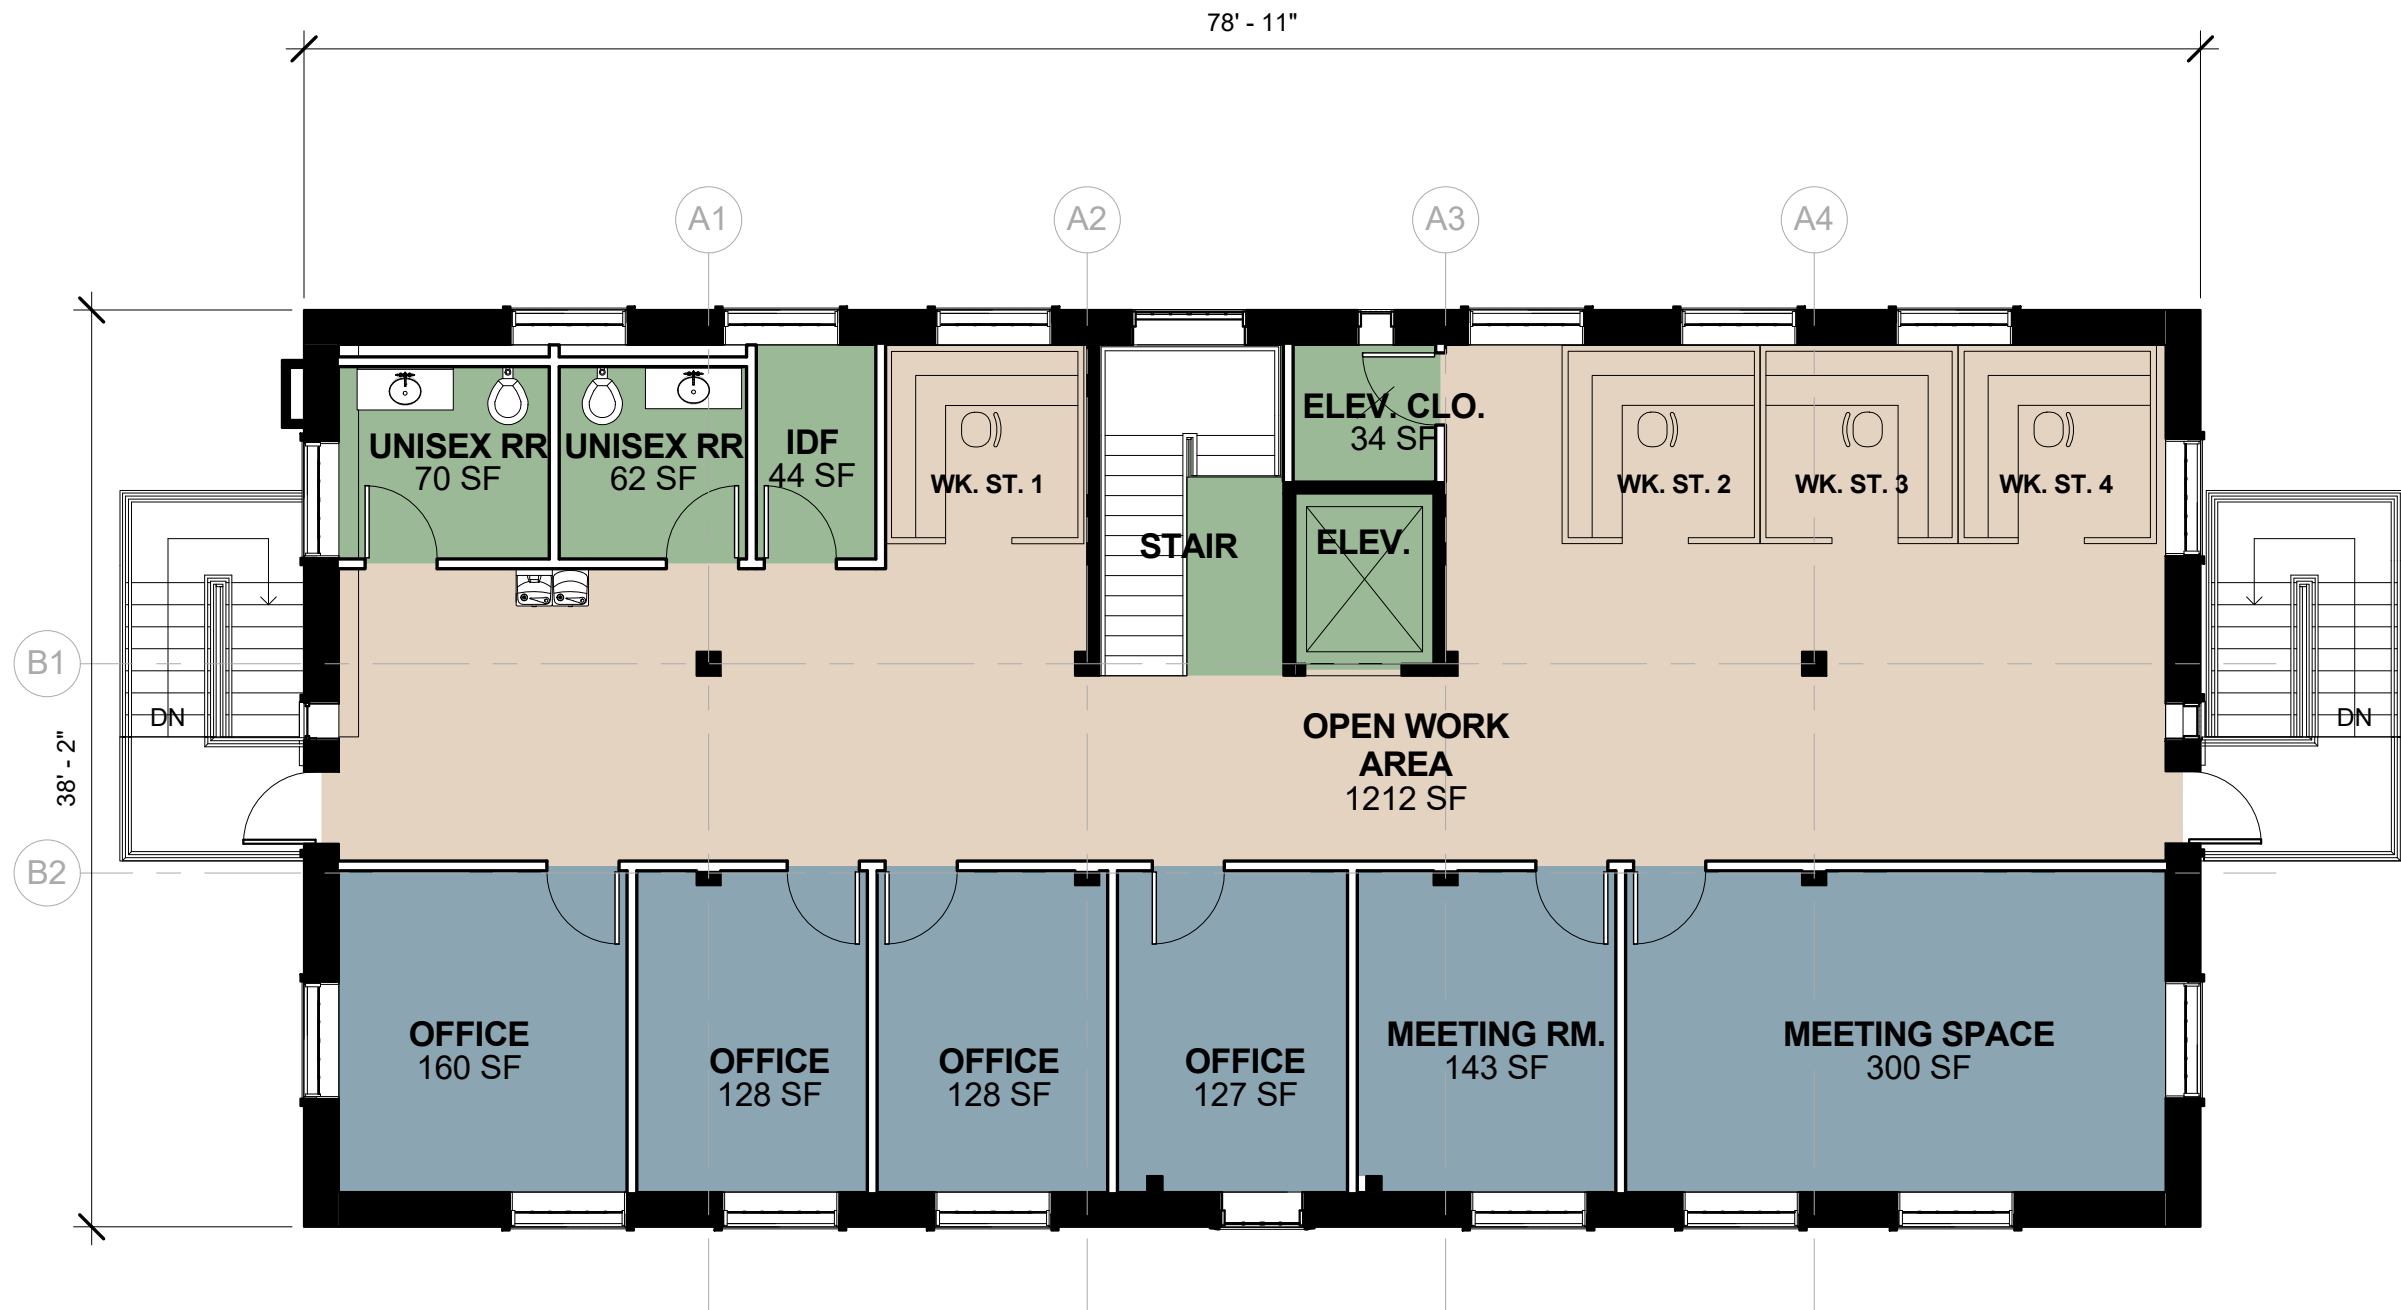 78' - 11"
A1
A2
A3
A4
UNISEX RR
70 SF
UNISEX RR
62 SF
IDF
44 SF
WK. ST. 1
STAIR
ELEV. CLO.
34 SF
ELEV.
WK. ST. 2
WK. ST. 3
WK. ST. 4
B1
DN
DN
38' - 2"
OPEN WORK
AREA
1212 SF
B2
OFFICE
160 SF
OFFICE
128 SF
OFFICE
128 SF
OFFICE
127 SF
MEETING RM.
143 SF
MEETING SPACE
300 SF